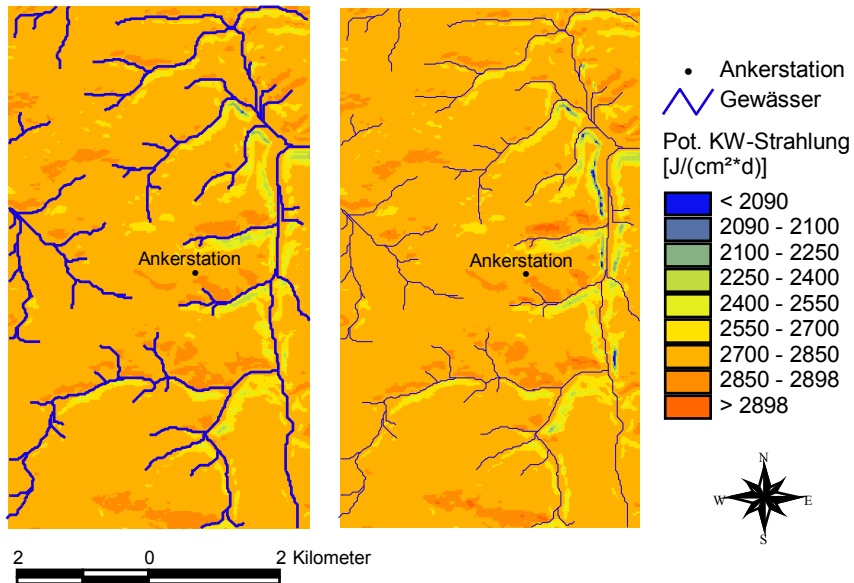 Ankerstation
Ankerstation
Ankerstation
Gewässer
Pot. KW-Strahlung
[J/(cm²*d)]
< 2090
2090 - 2100
2100 - 2250
2250 - 2400
2400 - 2550
2550 - 2700
2700 - 2850
2850 - 2898
> 2898
N
W E
S
2 0 2 Kilometer